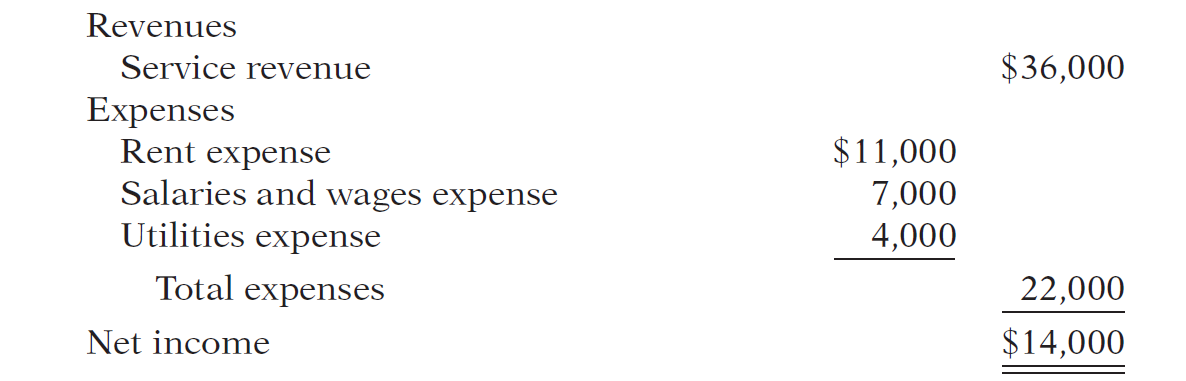 Revenues
Service revenue $36,000
Expenses
Rent expense $11,000
Salaries and wages expense 7,000
Utilities expense 4,000
Total expenses 22,000
Net income $14,000